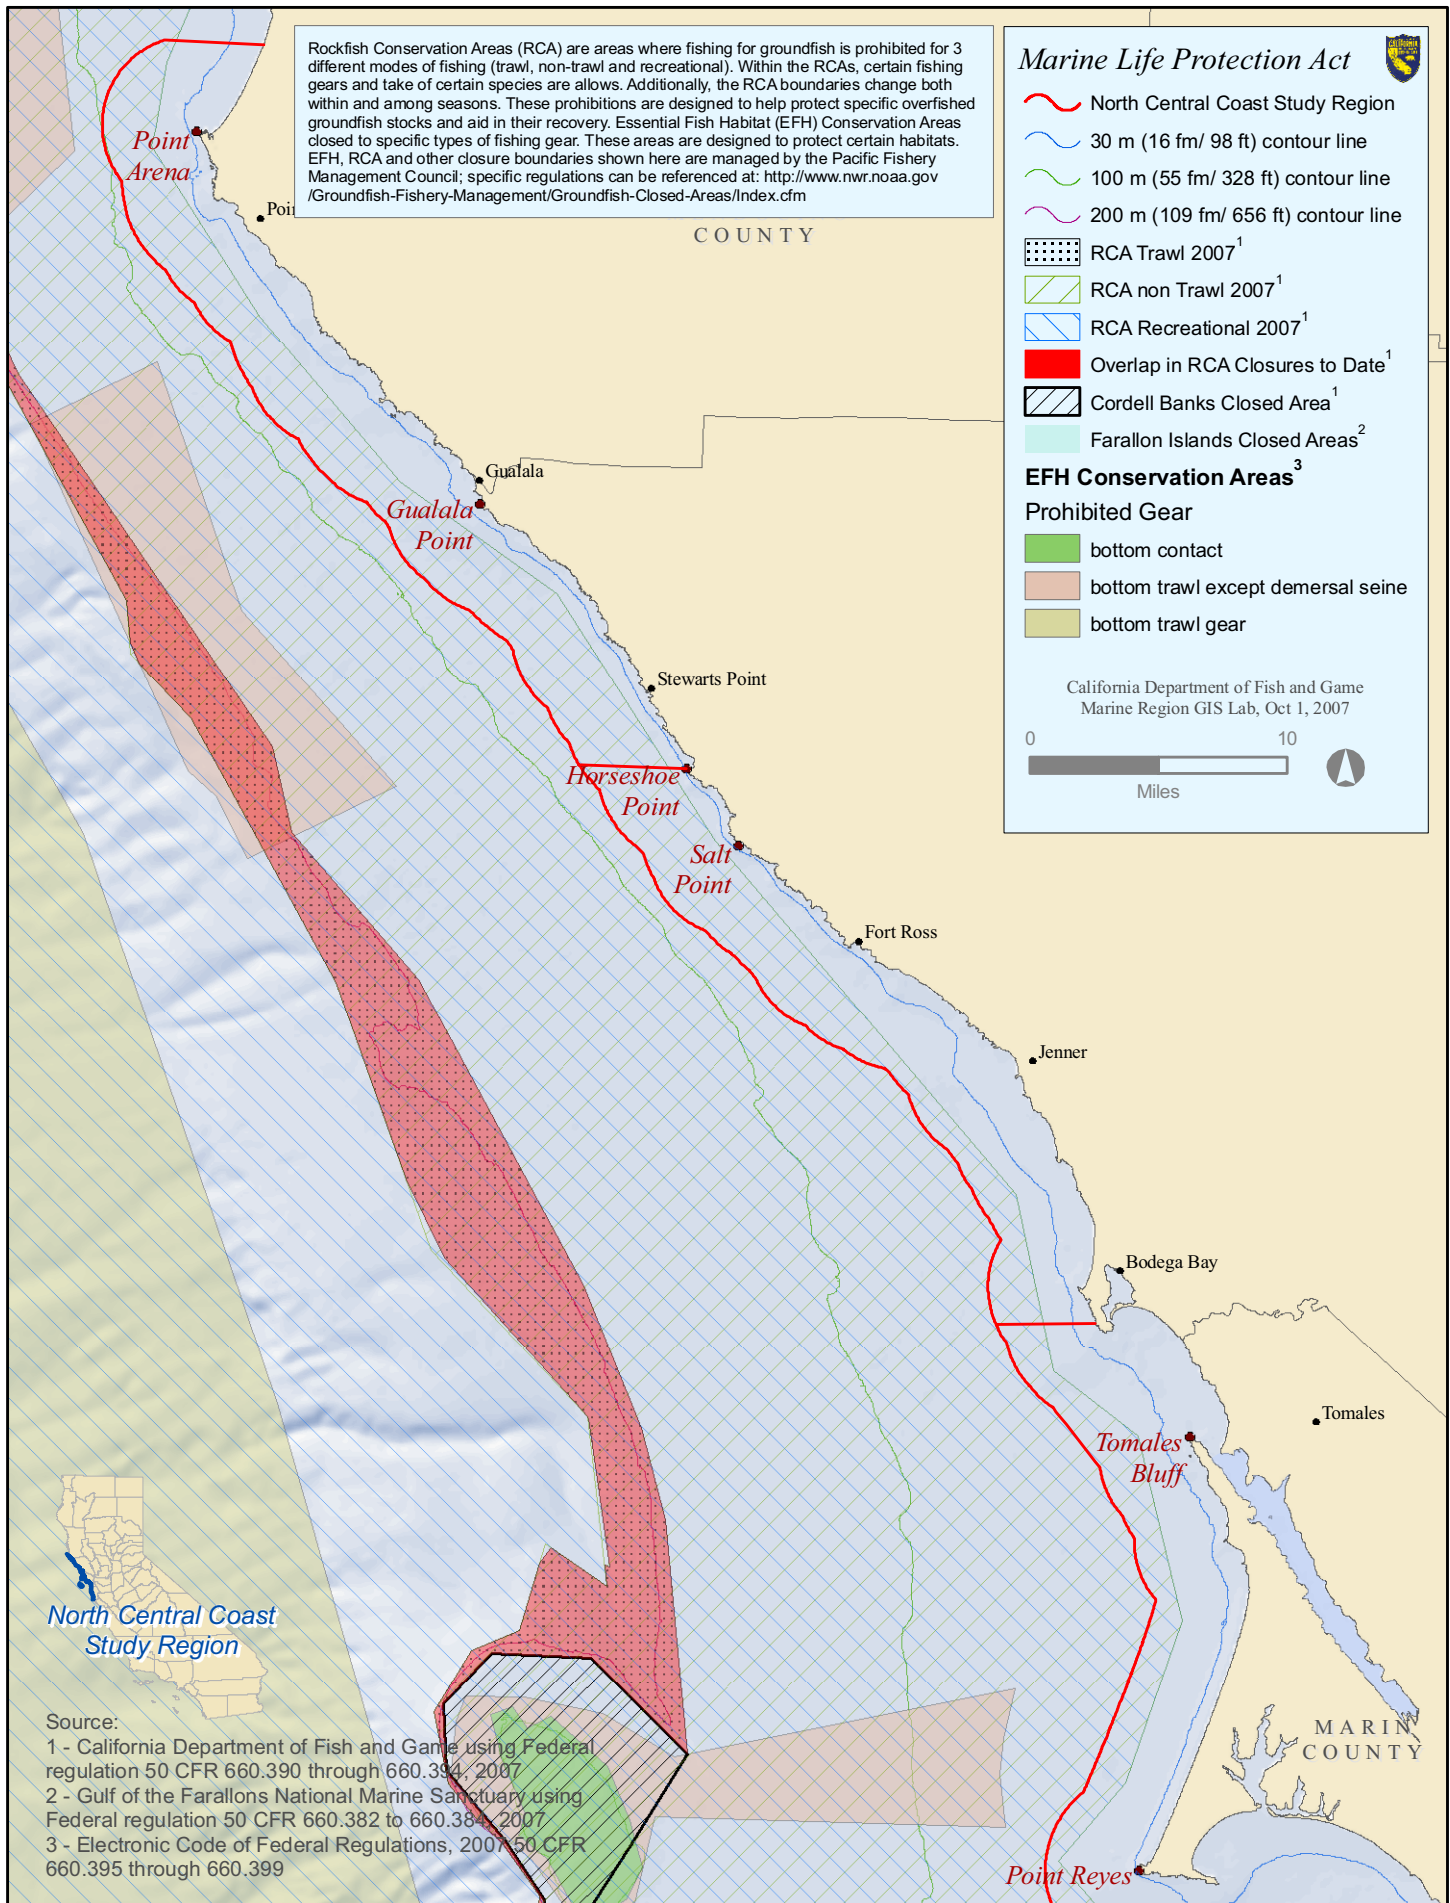 Rockfish Conservation Areas (RCA) are areas where fishing for groundfish is prohibited for 3
different modes of fishing (trawl, non-trawl and recreational). Within the RCAs, certain fishing
gears and take of certain species are allows. Additionally, the RCA boundaries change both
within and among seasons. These prohibitions are designed to help protect specific overfished
groundfish stocks and aid in their recovery. Essential Fish Habitat (EFH) Conservation Areas
closed to specific types of fishing gear. These areas are designed to protect certain habitats.
EFH, RCA and other closure boundaries shown here are managed by the Pacific Fishery
Management Council; specific regulations can be referenced at: http://www.nwr.noaa.gov
/Groundfish-Fishery-Management/Groundfish-Closed-Areas/Index.cfm
Marine Life Protection Act
North Central Coast Study Region
30 m (16 fm/ 98 ft) contour line
100 m (55 fm/ 328 ft) contour line
200 m (109 fm/ 656 ft) contour line
RCA Trawl 2007¹
RCA non Trawl 2007¹
RCA Recreational 2007¹
Overlap in RCA Closures to Date¹
Cordell Banks Closed Area¹
Farallon Islands Closed Areas²
EFH Conservation Areas³
Prohibited Gear
bottom contact
bottom trawl except demersal seine
bottom trawl gear
California Department of Fish and Game
Marine Region GIS Lab, Oct 1, 2007
0 10
Miles
Point
Arena
COUNTY
Gualala
Gualala
Point
Stewarts Point
Horseshoe
Point
Salt
Point
Fort Ross
Jenner
Bodega Bay
Tomales
Tomales
Bluff
MARIN
COUNTY
Point Reyes
North Central Coast
Study Region
Source:
1 - California Department of Fish and Game using Federal
regulation 50 CFR 660.390 through 660.394, 2007
2 - Gulf of the Farallons National Marine Sanctuary using
Federal regulation 50 CFR 660.382 to 660.384, 2007
3 - Electronic Code of Federal Regulations, 2007 50 CFR
660.395 through 660.399